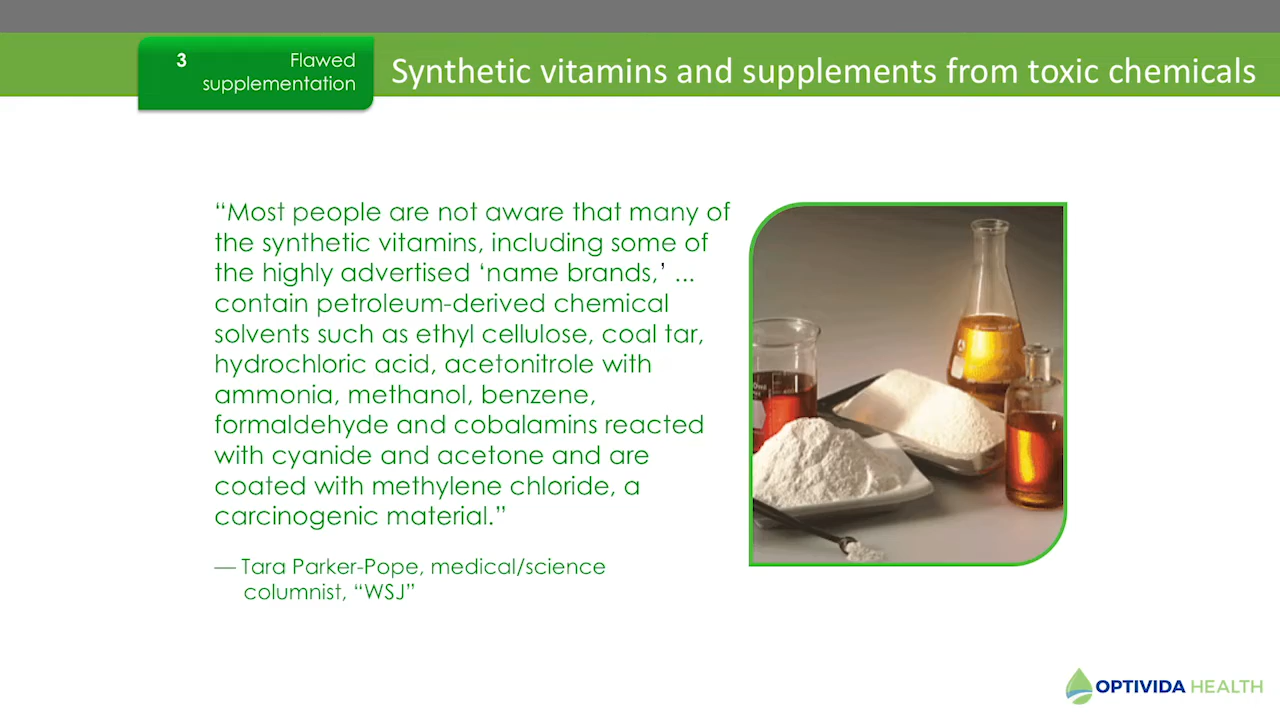 3 Flawed
supplementation
Synthetic vitamins and supplements from toxic chemicals
“Most people are not aware that many of
the synthetic vitamins, including some of
the highly advertised ‘name brands,’ ...
contain petroleum-derived chemical
solvents such as ethyl cellulose, coal tar,
hydrochloric acid, acetonitrole with
ammonia, methanol, benzene,
formaldehyde and cobalamins reacted
with cyanide and acetone and are
coated with methylene chloride, a
carcinogenic material.”
— Tara Parker-Pope, medical/science
columnist, “WSJ”
OPTIVIDA HEALTH